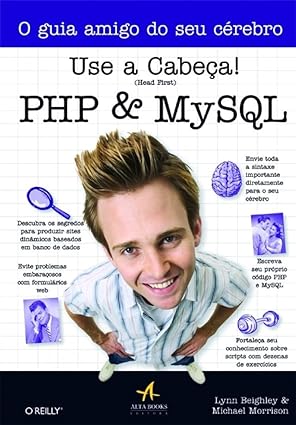 O guia amigo do seu cérebro
Use a Cabeça!
(Head First)
PHP & MySQL
Envie toda
a sintaxe
importante
diretamente
para o seu
cérebro
Descubra os segredos
para produzir sites
dinâmicos baseados
em banco de dados
Evite problemas
embaraçosos
com formulários
web
Escreva
seu próprio
código PHP
e MySQL
Fortaleça seu
conhecimento sobre
scripts com dezenas
de exercícios
O'REILLY
A
ALTA BOOKS
EDITORA
Lynn Beighley &
Michael Morrison